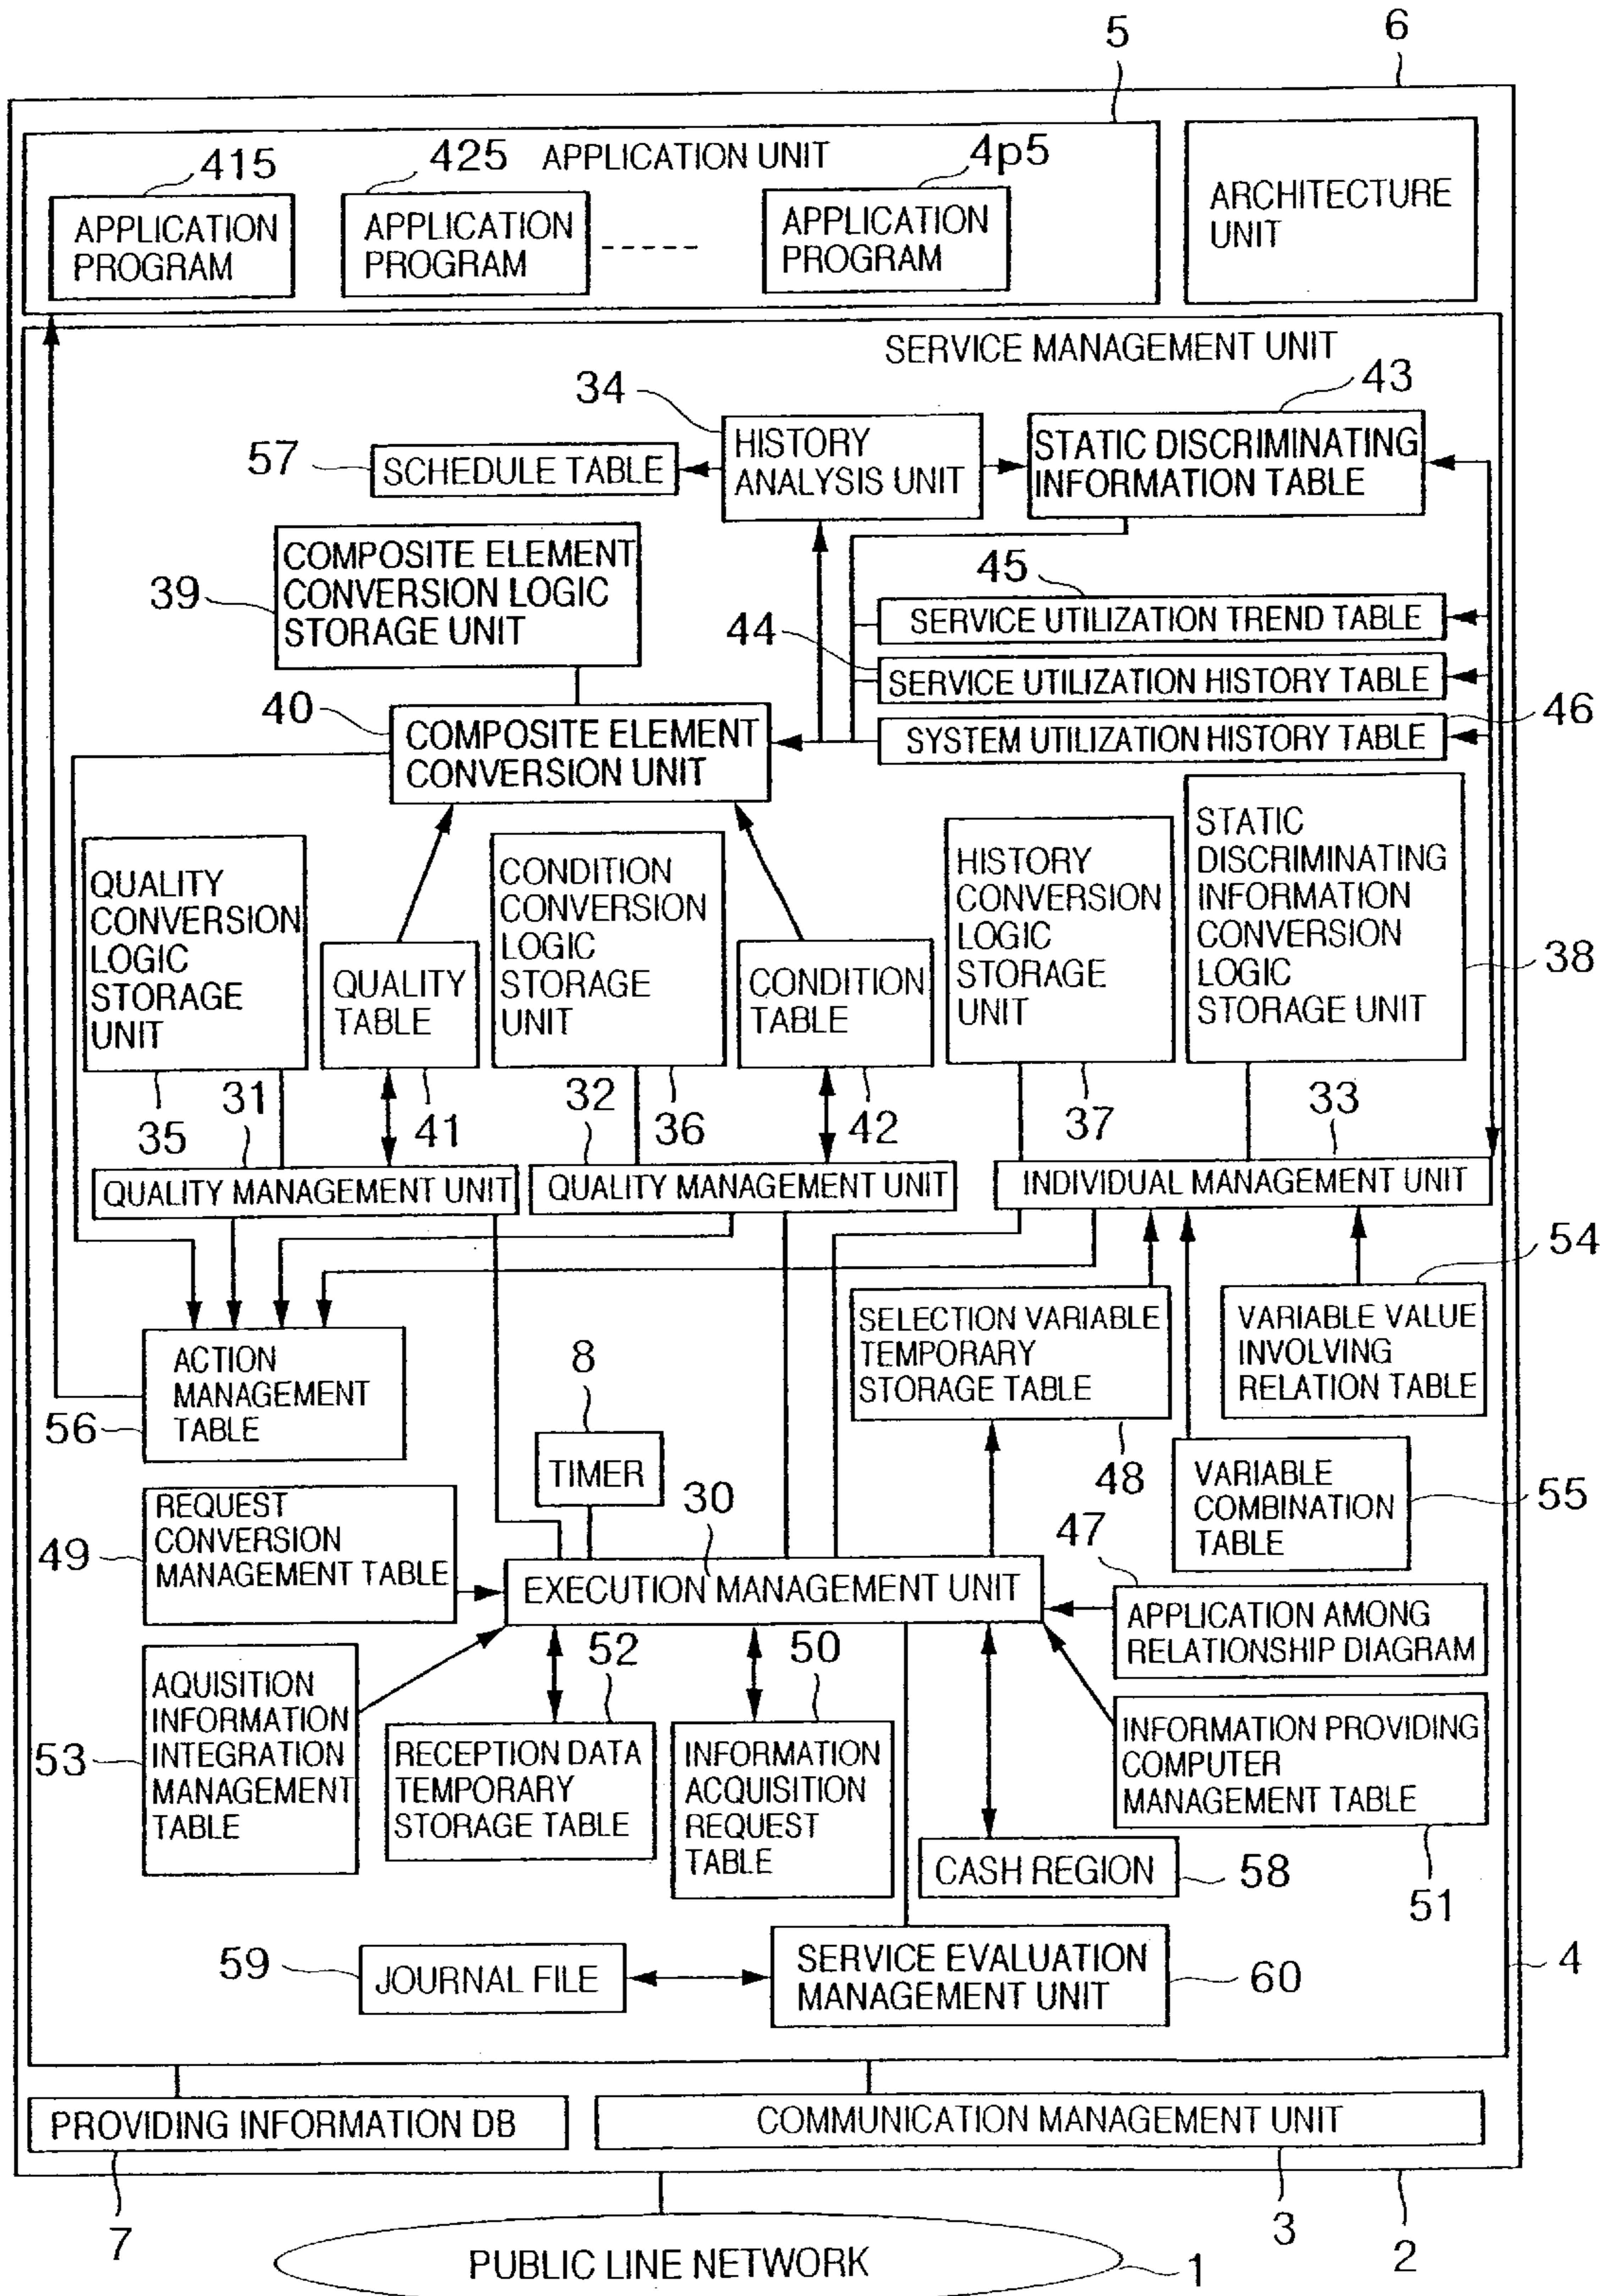 6
5
415
425
APPLICATION UNIT
4p5
APPLICATION
PROGRAM
APPLICATION
PROGRAM
APPLICATION
PROGRAM
ARCHITECTURE
UNIT
SERVICE MANAGEMENT UNIT
34
43
57
SCHEDULE TABLE
HISTORY
ANALYSIS UNIT
STATIC DISCRIMINATING
INFORMATION TABLE
39
COMPOSITE ELEMENT
CONVERSION LOGIC
STORAGE UNIT
45
SERVICE UTILIZATION TREND TABLE
44
SERVICE UTILIZATION HISTORY TABLE
40
COMPOSITE ELEMENT
CONVERSION UNIT
SYSTEM UTILIZATION HISTORY TABLE
46
QUALITY
CONVERSION
LOGIC
STORAGE
UNIT
QUALITY
TABLE
CONDITION
CONVERSION
LOGIC
STORAGE
UNIT
CONDITION
TABLE
HISTORY
CONVERSION
LOGIC
STORAGE
UNIT
STATIC
DISCRIMINATING
INFORMATION
CONVERSION
LOGIC
STORAGE UNIT
38
35
31
41
32
36
42
37
33
QUALITY MANAGEMENT UNIT
QUALITY MANAGEMENT UNIT
INDIVIDUAL MANAGEMENT UNIT
54
ACTION
MANAGEMENT
TABLE
56
8
TIMER
SELECTION VARIABLE
TEMPORARY
STORAGE TABLE
48
VARIABLE VALUE
INVOLVING
RELATION TABLE
VARIABLE
COMBINATION
TABLE
55
49
REQUEST
CONVERSION
MANAGEMENT TABLE
30
EXECUTION MANAGEMENT UNIT
47
APPLICATION AMONG
RELATIONSHIP DIAGRAM
53
AQUISITION
INFORMATION
INTEGRATION
MANAGEMENT
TABLE
52
RECEPTION DATA
TEMPORARY
STORAGE TABLE
50
INFORMATION
ACQUISITION
REQUEST
TABLE
INFORMATION PROVIDING
COMPUTER
MANAGEMENT TABLE
51
CASH REGION
58
59
JOURNAL FILE
SERVICE EVALUATION
MANAGEMENT UNIT
60
4
PROVIDING INFORMATION DB
COMMUNICATION MANAGEMENT UNIT
7
3
2
PUBLIC LINE NETWORK
1